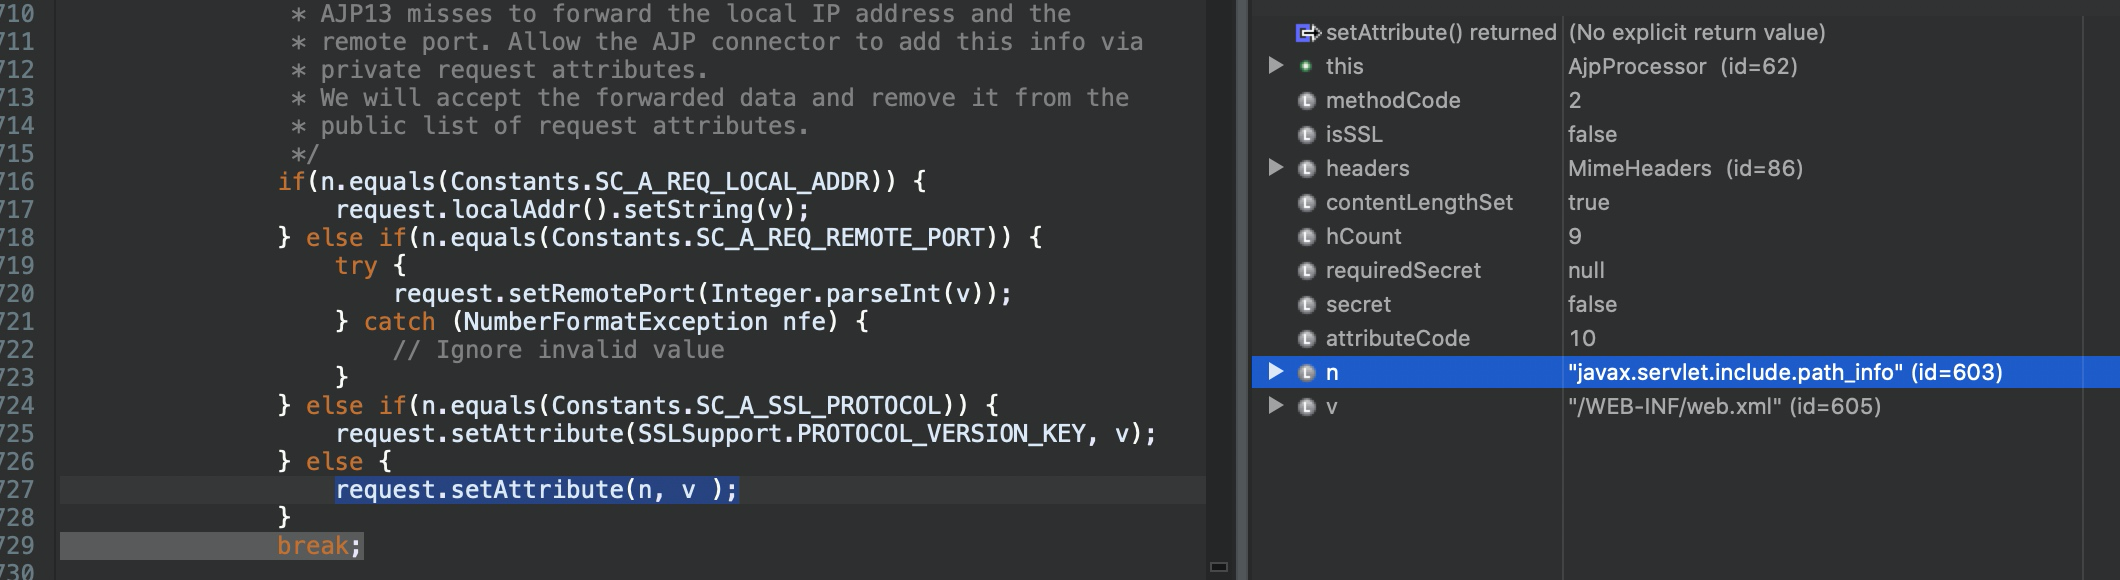 710 * AJP13 misses to forward the local IP address and the
711 * remote port. Allow the AJP connector to add this info via
712 * private request attributes.
713 * We will accept the forwarded data and remove it from the
714 * public list of request attributes.
715 */
716 if(n.equals(Constants.SC_A_REQ_LOCAL_ADDR)) {
717 request.localAddr().setString(v);
718 } else if(n.equals(Constants.SC_A_REQ_REMOTE_PORT)) {
719 try {
720 request.setRemotePort(Integer.parseInt(v));
721 } catch (NumberFormatException nfe) {
722 // Ignore invalid value
723 }
724 } else if(n.equals(Constants.SC_A_SSL_PROTOCOL)) {
725 request.setAttribute(SSLSupport.PROTOCOL_VERSION_KEY, v);
726 } else {
727 request.setAttribute(n, v );
728 }
729 break;
730
setAttribute() returned (No explicit return value)
this AjpProcessor (id=62)
methodCode 2
isSSL false
headers MimeHeaders (id=86)
contentLengthSet true
hCount 9
requiredSecret null
secret false
attributeCode 10
n "javax.servlet.include.path_info" (id=603)
v "/WEB-INF/web.xml" (id=605)